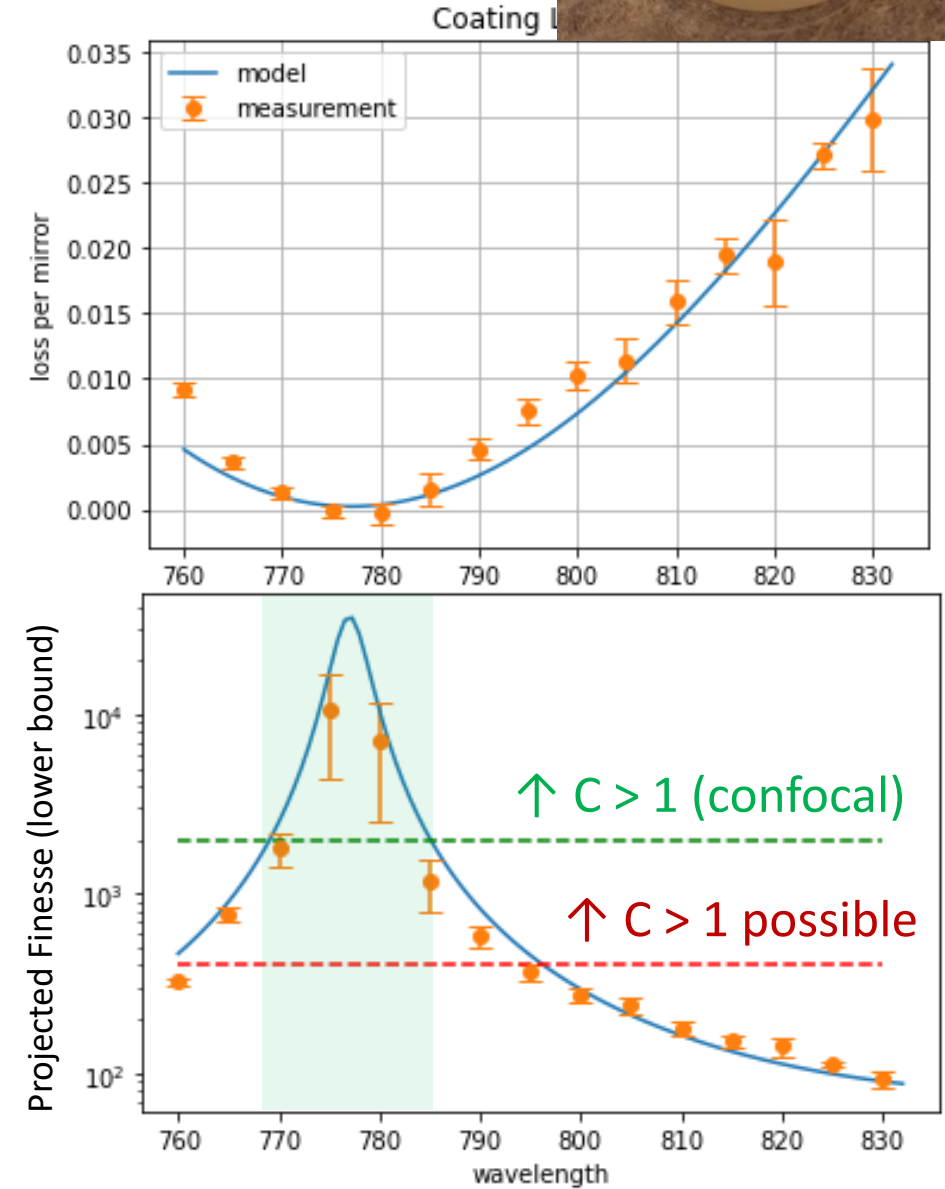 Coating
0.035
0.030
0.025
0.020
0.015
0.010
0.005
0.000
loss per mirror
model
measurement
760 770 780 790 800 810 820 830
Projected Finesse (lower bound)
10⁴
10³
10²
↑ C > 1 (confocal)
↑ C > 1 possible
760 770 780 790 800 810 820 830
wavelength